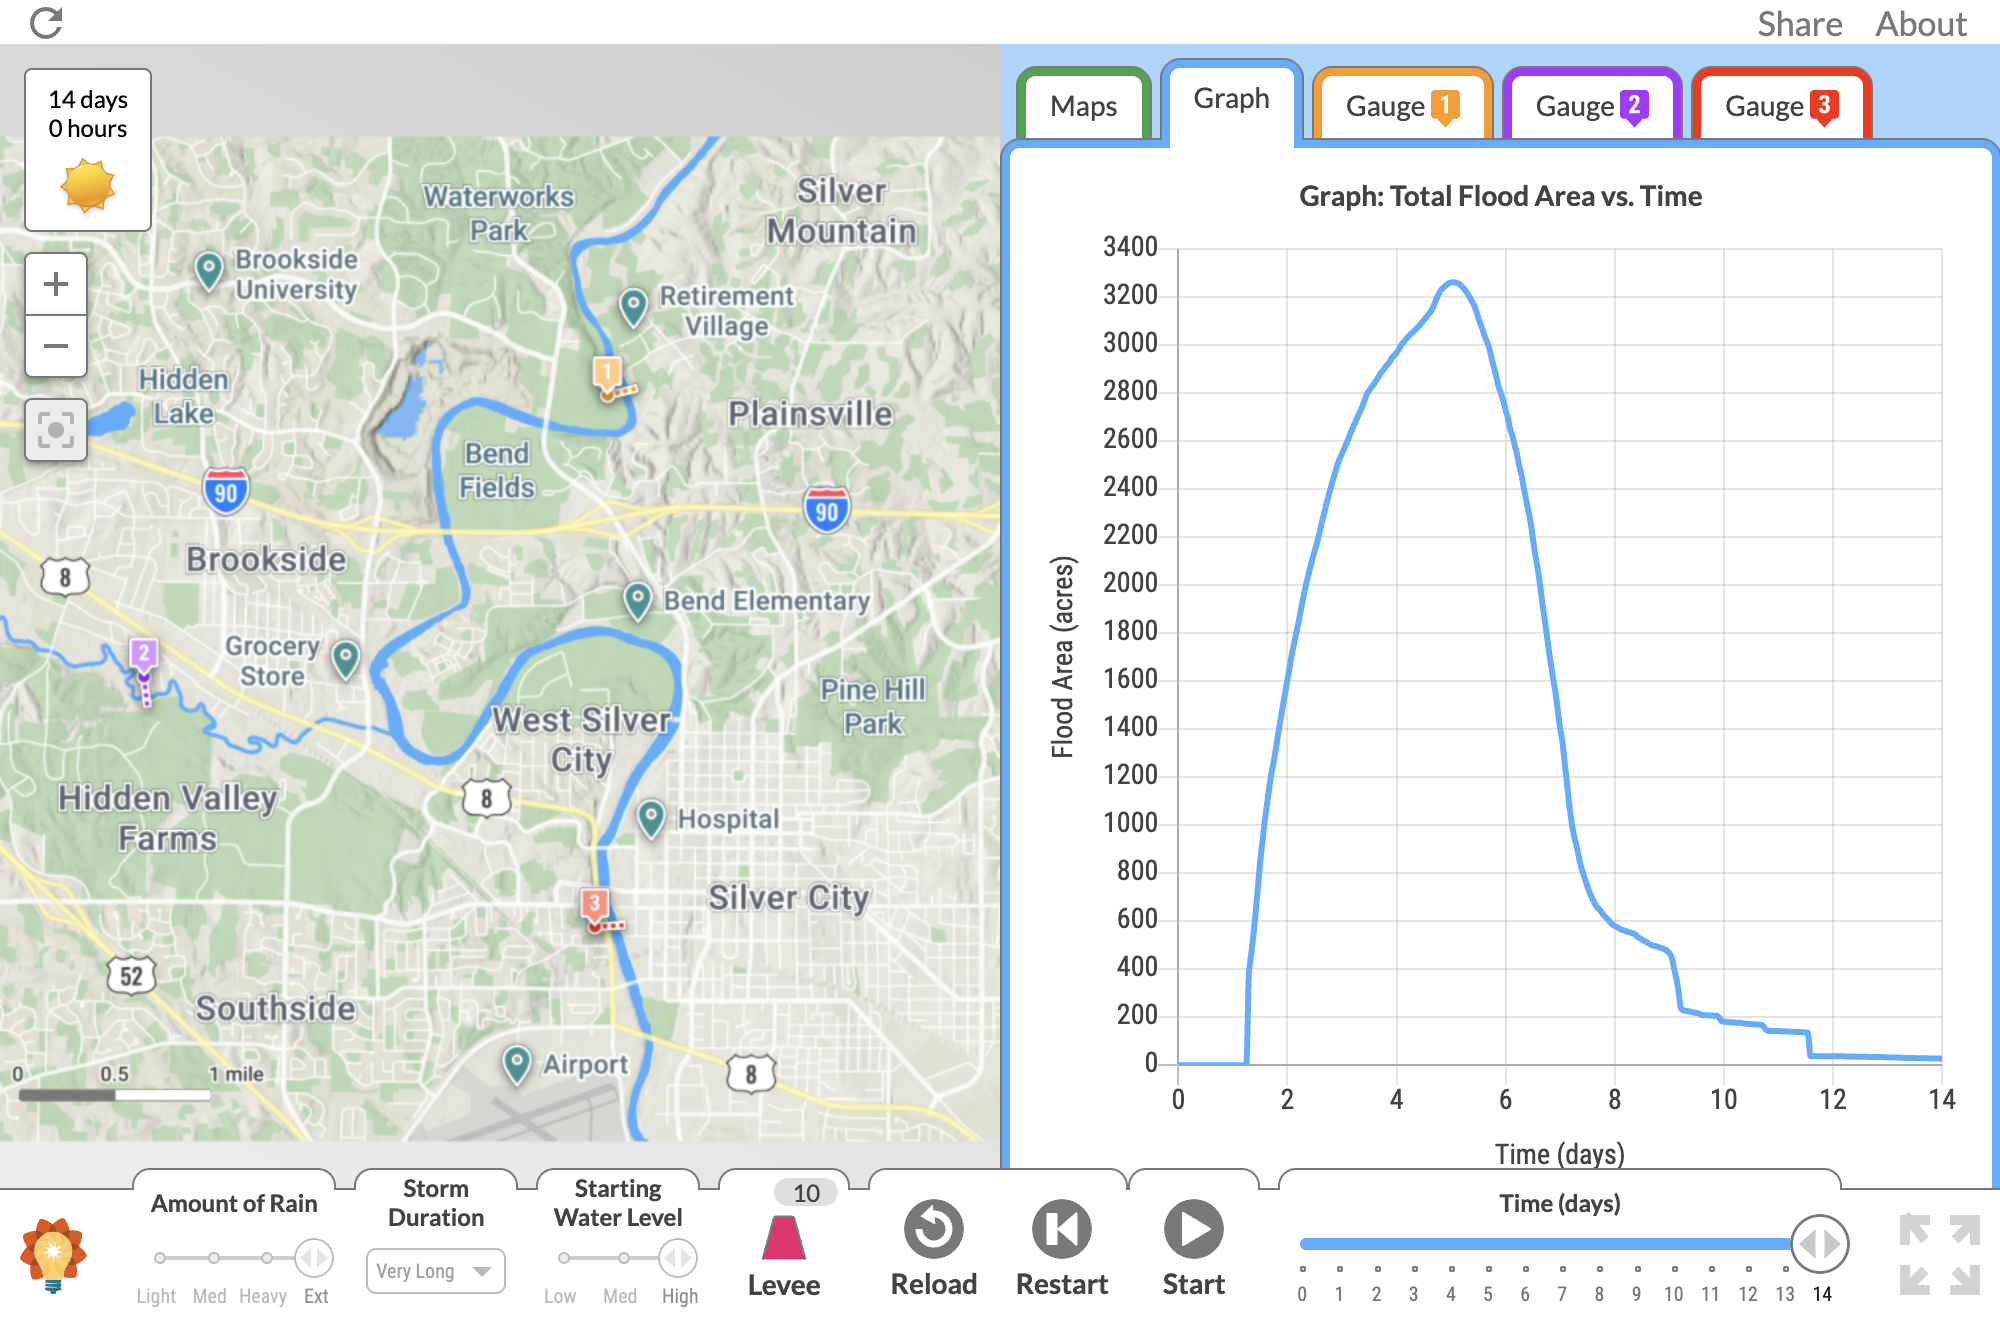 Share About
14 days
0 hours
Maps
Graph
Gauge 1
Gauge 2
Gauge 3
+
−
Waterworks
Park
Silver
Mountain
Brookside
University
Retirement
Village
1
Hidden
Lake
Plainsville
Bend
Fields
90
90
Brookside
8
Bend Elementary
2
Grocery
Store
Pine Hill
Park
West Silver
City
8
Hidden Valley
Farms
Hospital
3
Silver City
52
Southside
Airport
8
0 0.5 1 mile
Graph: Total Flood Area vs. Time
Flood Area (acres)
3400
3200
3000
2800
2600
2400
2200
2000
1800
1600
1400
1200
1000
800
600
400
200
0
0 2 4 6 8 10 12 14
Time (days)
Amount of Rain
Light Med Heavy Ext
Storm
Duration
Very Long
Starting
Water Level
Low Med High
10
Levee
Reload
Restart
Start
Time (days)
0 1 2 3 4 5 6 7 8 9 10 11 12 13 14